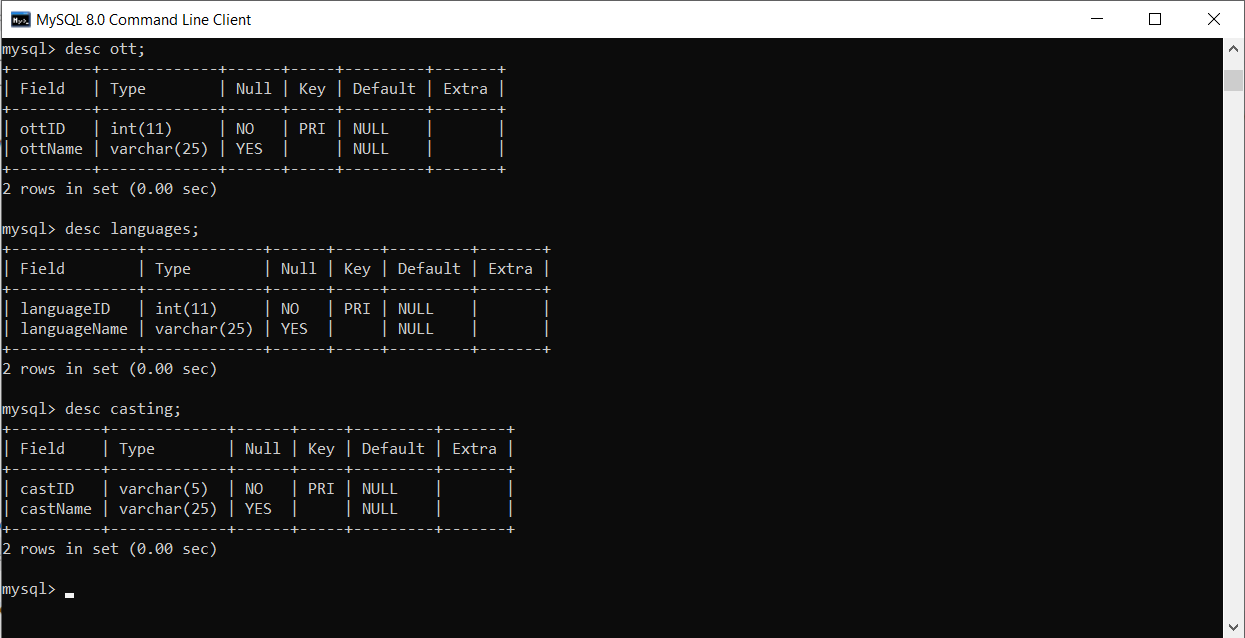 MySQL 8.0 Command Line Client
mysql> desc ott;
+---------+-------------+------+-----+---------+-------+
| Field   | Type        | Null | Key | Default | Extra |
+---------+-------------+------+-----+---------+-------+
| ottID   | int(11)     | NO   | PRI | NULL    |       |
| ottName | varchar(25) | YES  |     | NULL    |       |
+---------+-------------+------+-----+---------+-------+
2 rows in set (0.00 sec)
mysql> desc languages;
+--------------+-------------+------+-----+---------+-------+
| Field        | Type        | Null | Key | Default | Extra |
+--------------+-------------+------+-----+---------+-------+
| languageID   | int(11)     | NO   | PRI | NULL    |       |
| languageName | varchar(25) | YES  |     | NULL    |       |
+--------------+-------------+------+-----+---------+-------+
2 rows in set (0.00 sec)
mysql> desc casting;
+----------+-------------+------+-----+---------+-------+
| Field    | Type        | Null | Key | Default | Extra |
+----------+-------------+------+-----+---------+-------+
| castID   | varchar(5)  | NO   | PRI | NULL    |       |
| castName | varchar(25) | YES  |     | NULL    |       |
+----------+-------------+------+-----+---------+-------+
2 rows in set (0.00 sec)
mysql> _